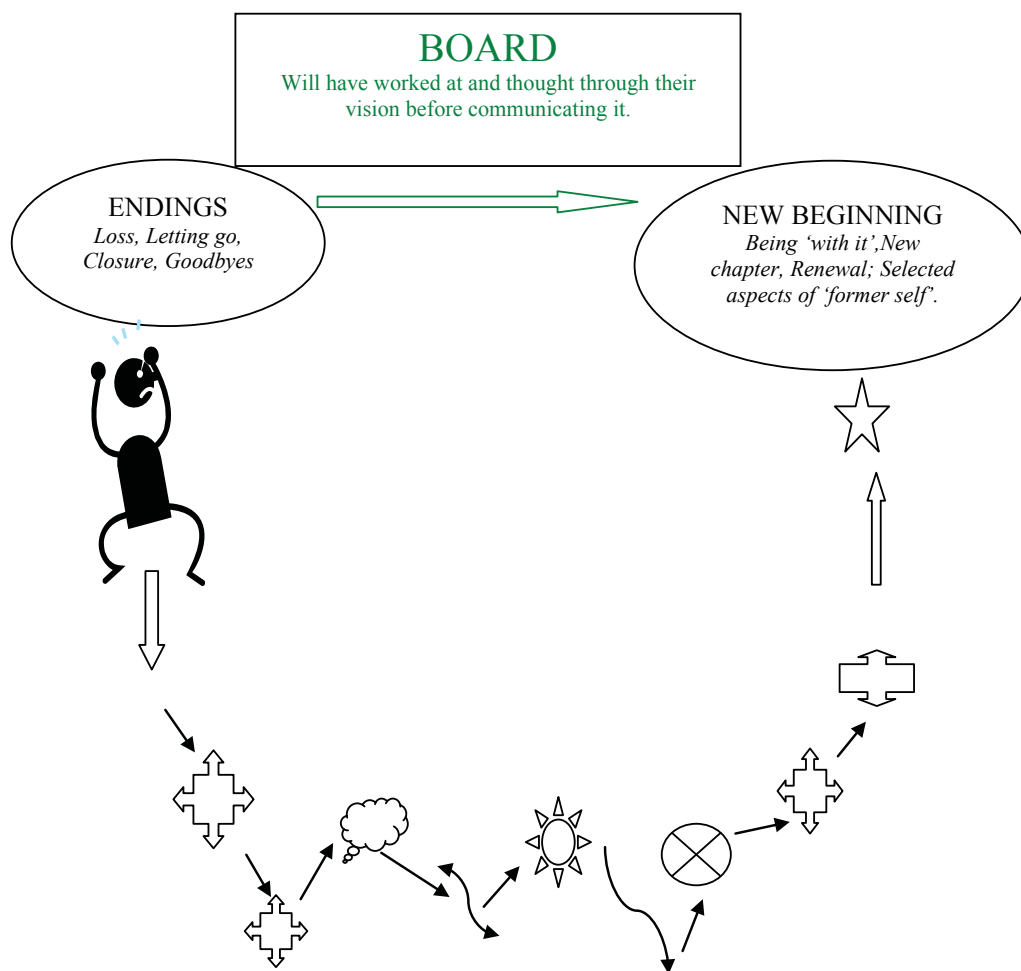 BOARD
Will have worked at and thought through their
vision before communicating it.
ENDINGS
Loss, Letting go,
Closure, Goodbyes
NEW BEGINNING
Being ‘with it’,New
chapter, Renewal; Selected
aspects of ‘former self’.